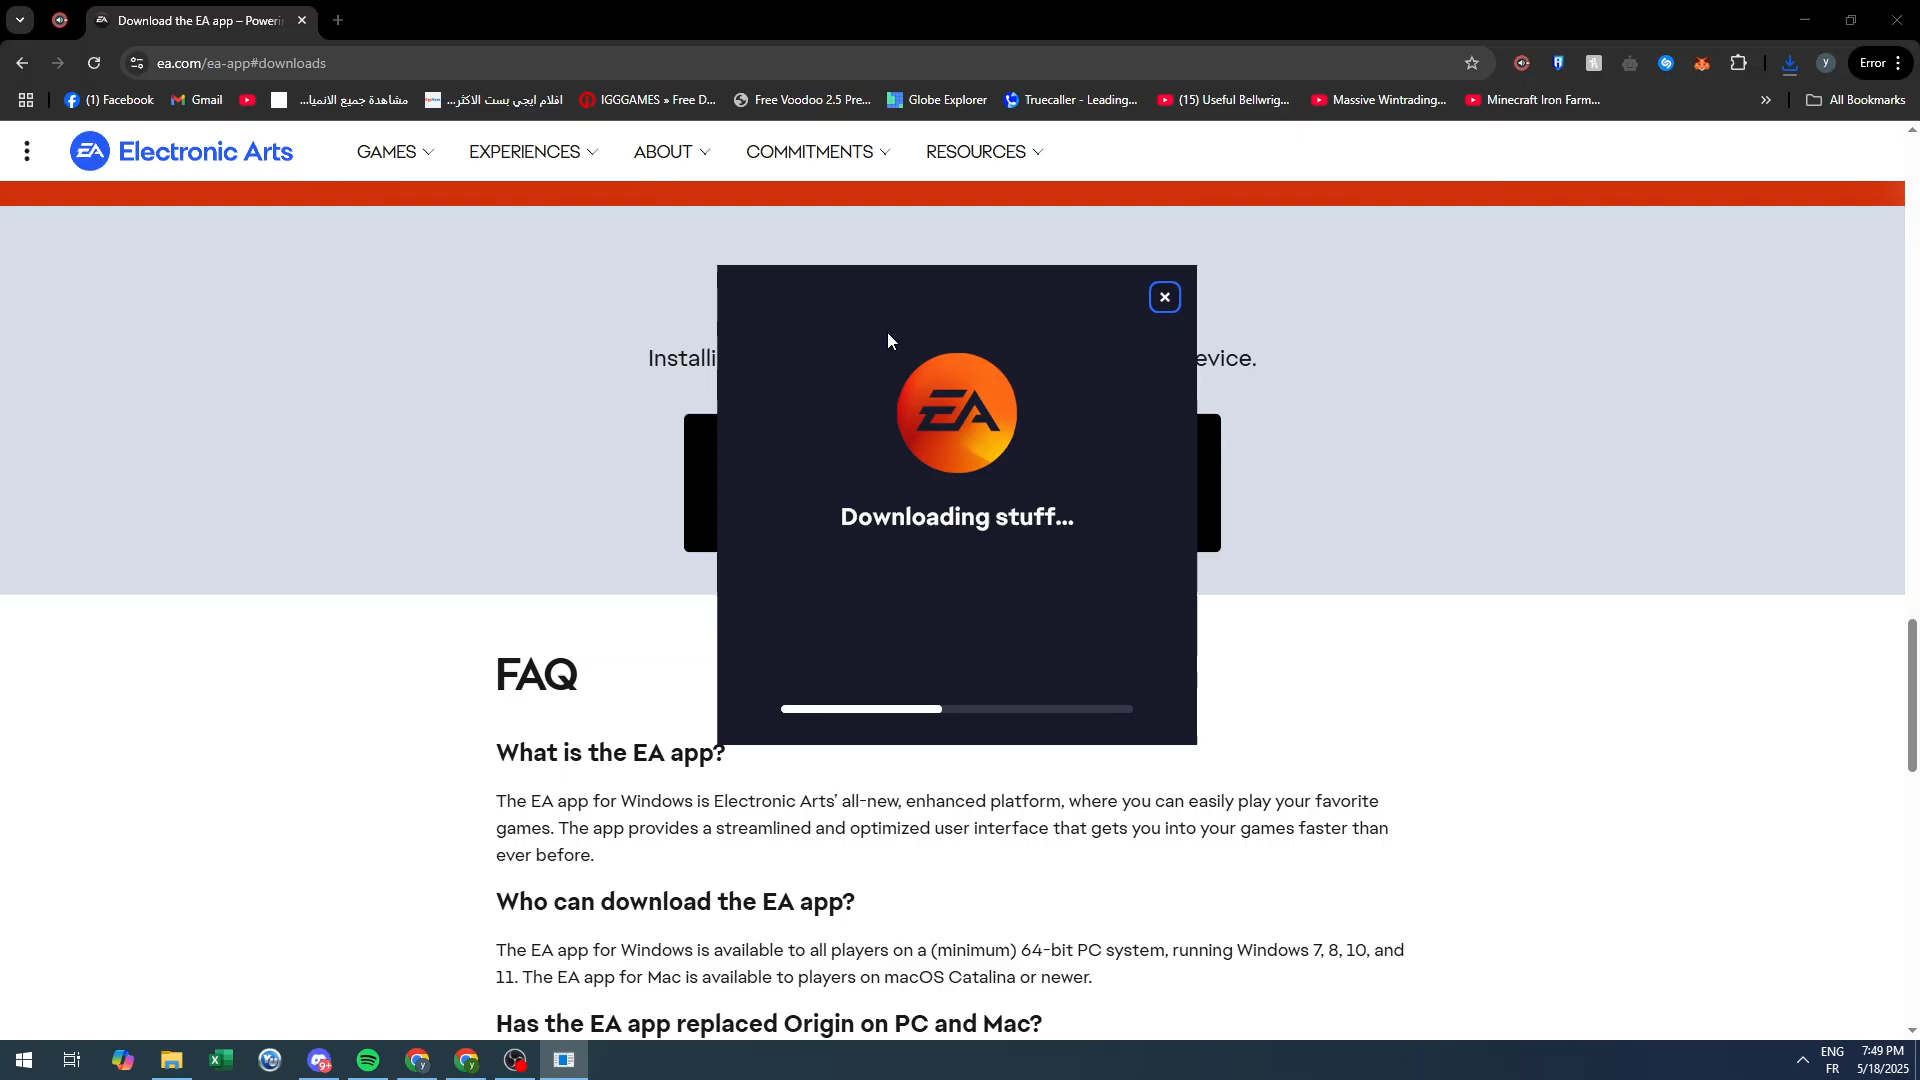 Download the EA app – Poweri
ea.com/ea-app#downloads
Error
(1) Facebook
Gmail
مشاهدة جميع الانميا...
افلام ايجي بست الاكثر...
IGGGAMES » Free D...
Free Voodoo 2.5 Pre...
Globe Explorer
Truecaller - Leading...
(15) Useful Bellwrig...
Massive Wintrading...
Minecraft Iron Farm...
»
All Bookmarks
EA Electronic Arts
GAMES
EXPERIENCES
ABOUT
COMMITMENTS
RESOURCES
Installi
evice.
EA
Downloading stuff...
FAQ
What is the EA app?
The EA app for Windows is Electronic Arts’ all-new, enhanced platform, where you can easily play your favorite
games. The app provides a streamlined and optimized user interface that gets you into your games faster than
ever before.
Who can download the EA app?
The EA app for Windows is available to all players on a (minimum) 64-bit PC system, running Windows 7, 8, 10, and
11. The EA app for Mac is available to players on macOS Catalina or newer.
Has the EA app replaced Origin on PC and Mac?
9+
ENG
FR
7:49 PM
5/18/2025